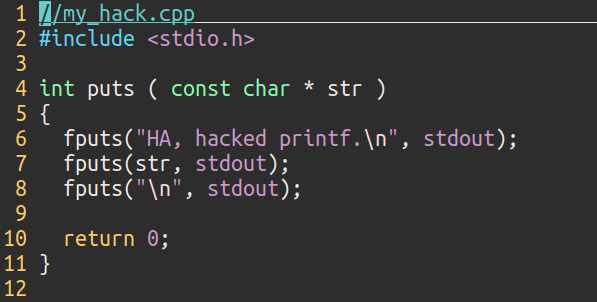 1 //my_hack.cpp
2 #include <stdio.h>
3
4 int puts ( const char * str )
5 {
6   fputs("HA, hacked printf.\n", stdout);
7   fputs(str, stdout);
8   fputs("\n", stdout);
9
10   return 0;
11 }
12